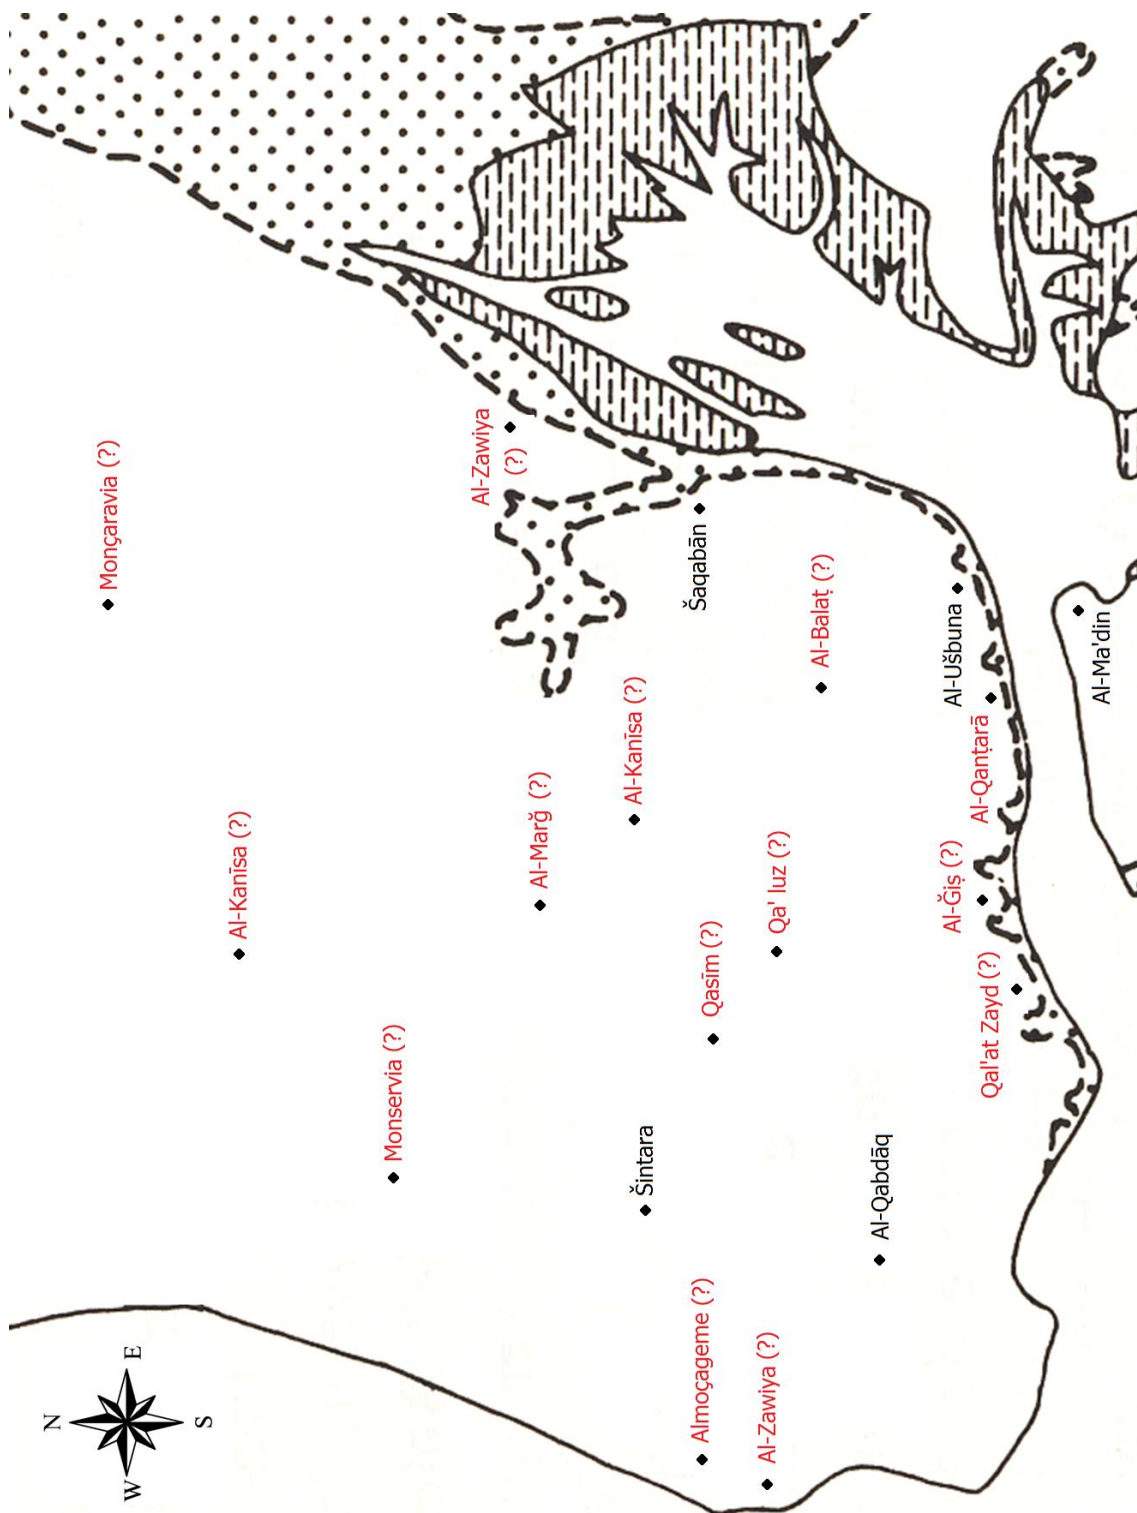 Monçaravia (?)
Al-Kanīsa (?)
Monservia (?)
Al-Zawiya
(?)
Al-Marğ (?)
Al-Kanīsa (?)
Šaqabān
Šintara
Qasīm (?)
Almoçageme (?)
Al-Zawiya (?)
Qa' luz (?)
Al-Balaṭ (?)
Al-Qabdāq
Al-Ušbuna
Al-Qanṭarā
Al-Ğiṣ (?)
Qal'at Zayd (?)
Al-Ma'din
N
E
S
W